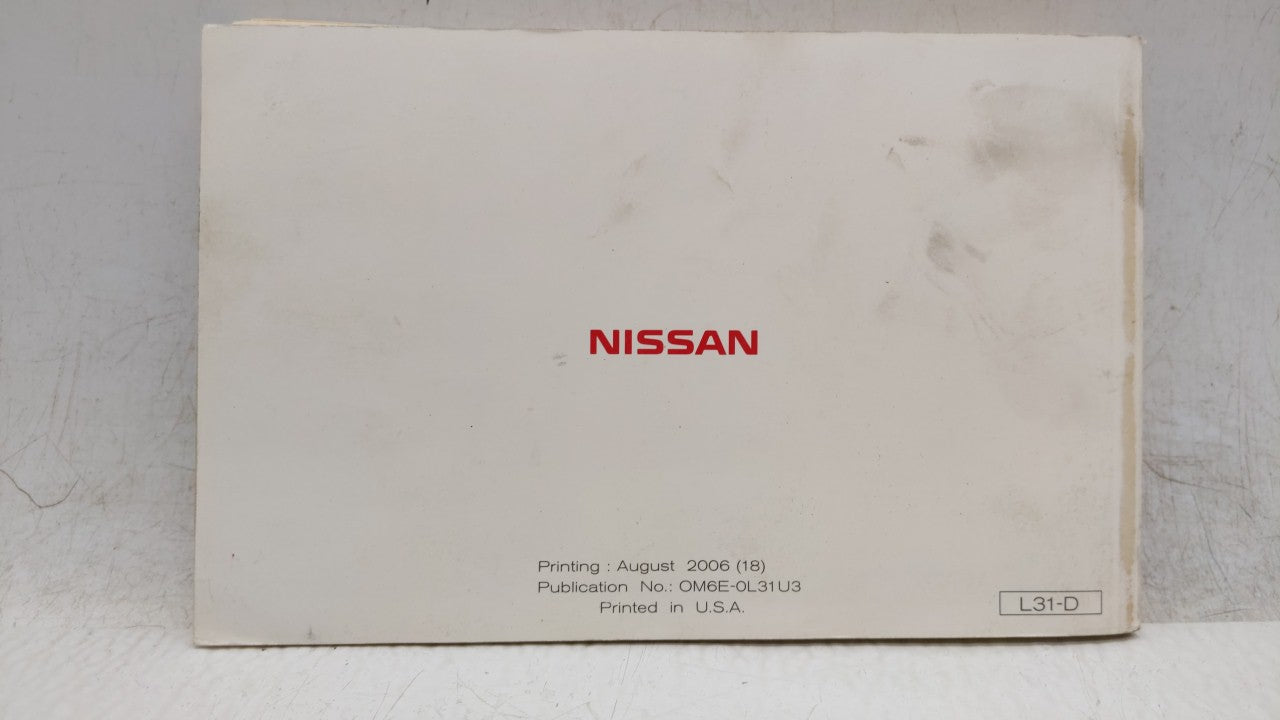 NISSAN
Printing : August 2006 (18)
Publication No.: OM6E-0L31U3
Printed in U.S.A.
L31-D